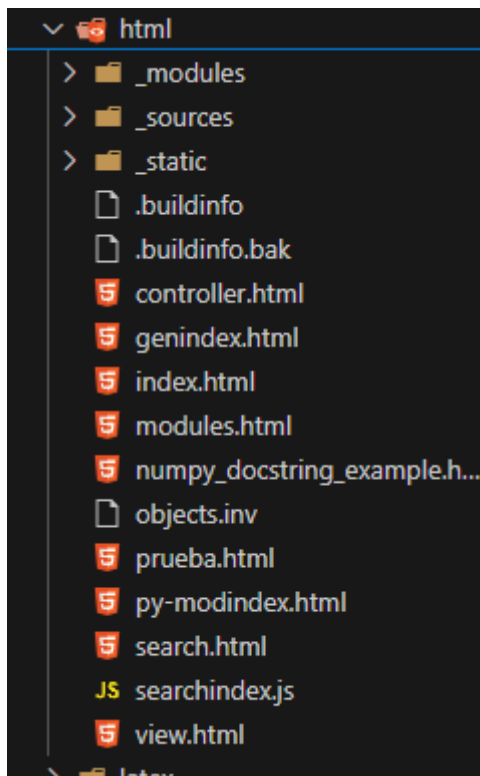 html
_modules
_sources
_static
.buildinfo
.buildinfo.bak
controller.html
genindex.html
index.html
modules.html
numpy_docstring_example.h...
objects.inv
prueba.html
py-modindex.html
search.html
JS searchindex.js
view.html